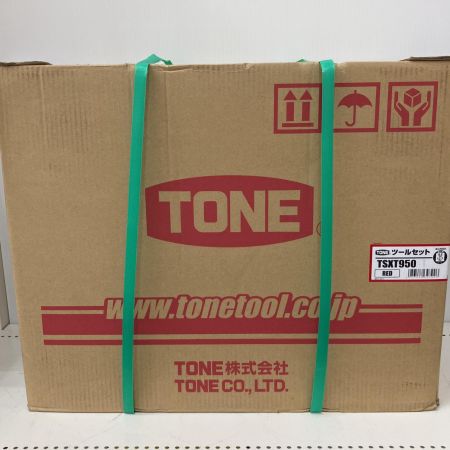 TONE
TONE ツールセット
TSXT950
RED
www.tonetool.co.jp
TONE株式会社
TONE CO., LTD.